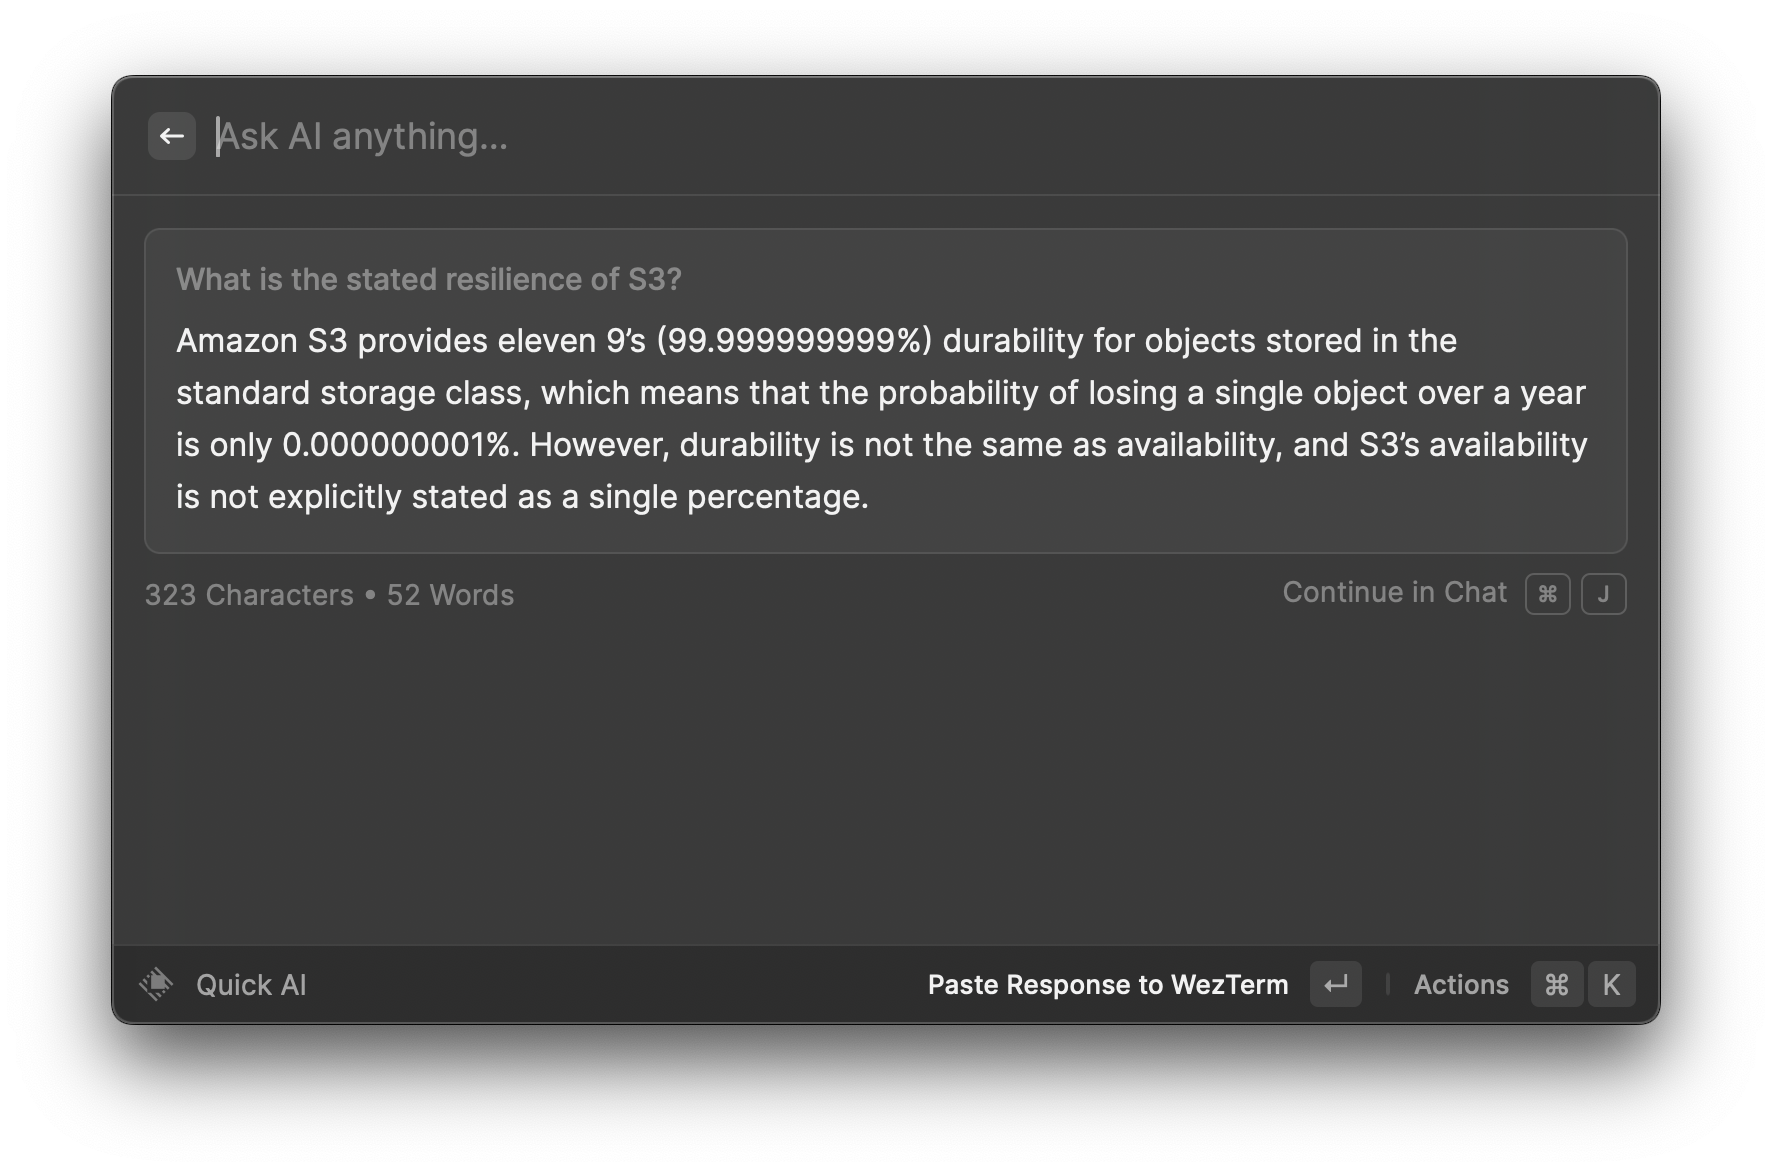 Ask AI anything...
What is the stated resilience of S3?
Amazon S3 provides eleven 9’s (99.999999999%) durability for objects stored in the
standard storage class, which means that the probability of losing a single object over a year
is only 0.000000001%. However, durability is not the same as availability, and S3’s availability
is not explicitly stated as a single percentage.
323 Characters • 52 Words
Continue in Chat ⌘ J
Quick AI
Paste Response to WezTerm ↵ | Actions ⌘ K